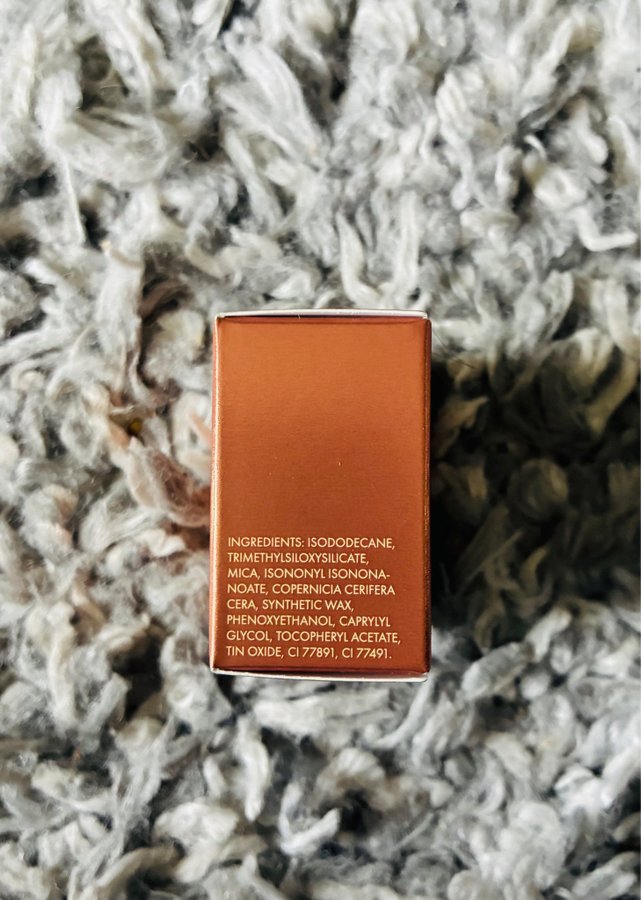 INGREDIENTS: ISODODECANE,
TRIMETHYLSILOXYSILICATE,
MICA, ISONONYL ISONONA-
NOATE, COPERNICIA CERIFERA
CERA, SYNTHETIC WAX,
PHENOXYETHANOL, CAPRYLYL
GLYCOL, TOCOPHERYL ACETATE,
TIN OXIDE, CI 77891, CI 77491.